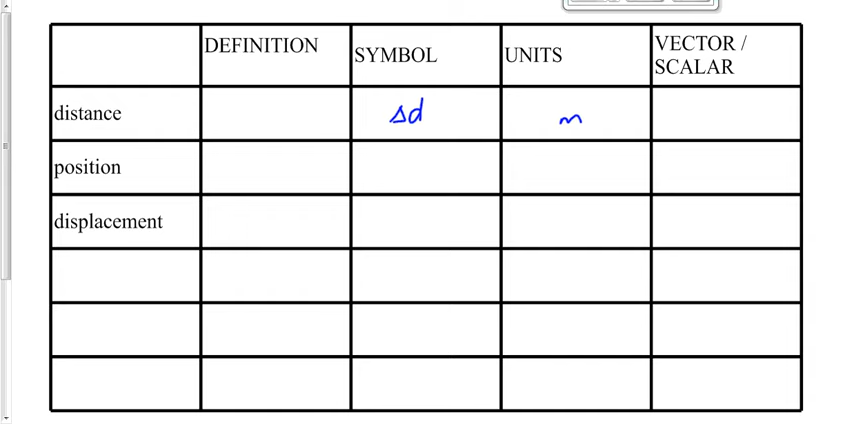 DEFINITION
SYMBOL
UNITS
VECTOR /
SCALAR
distance
Δd
m
position
displacement